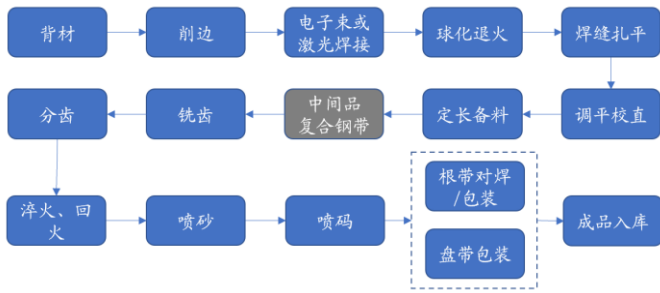 背材
削边
电子束或
激光焊接
球化退火
焊缝扎平
调平校直
定长备料
中间品
复合钢带
铣齿
分齿
淬火、回
火
喷砂
喷码
根带对焊
/包装
盘带包装
成品入库